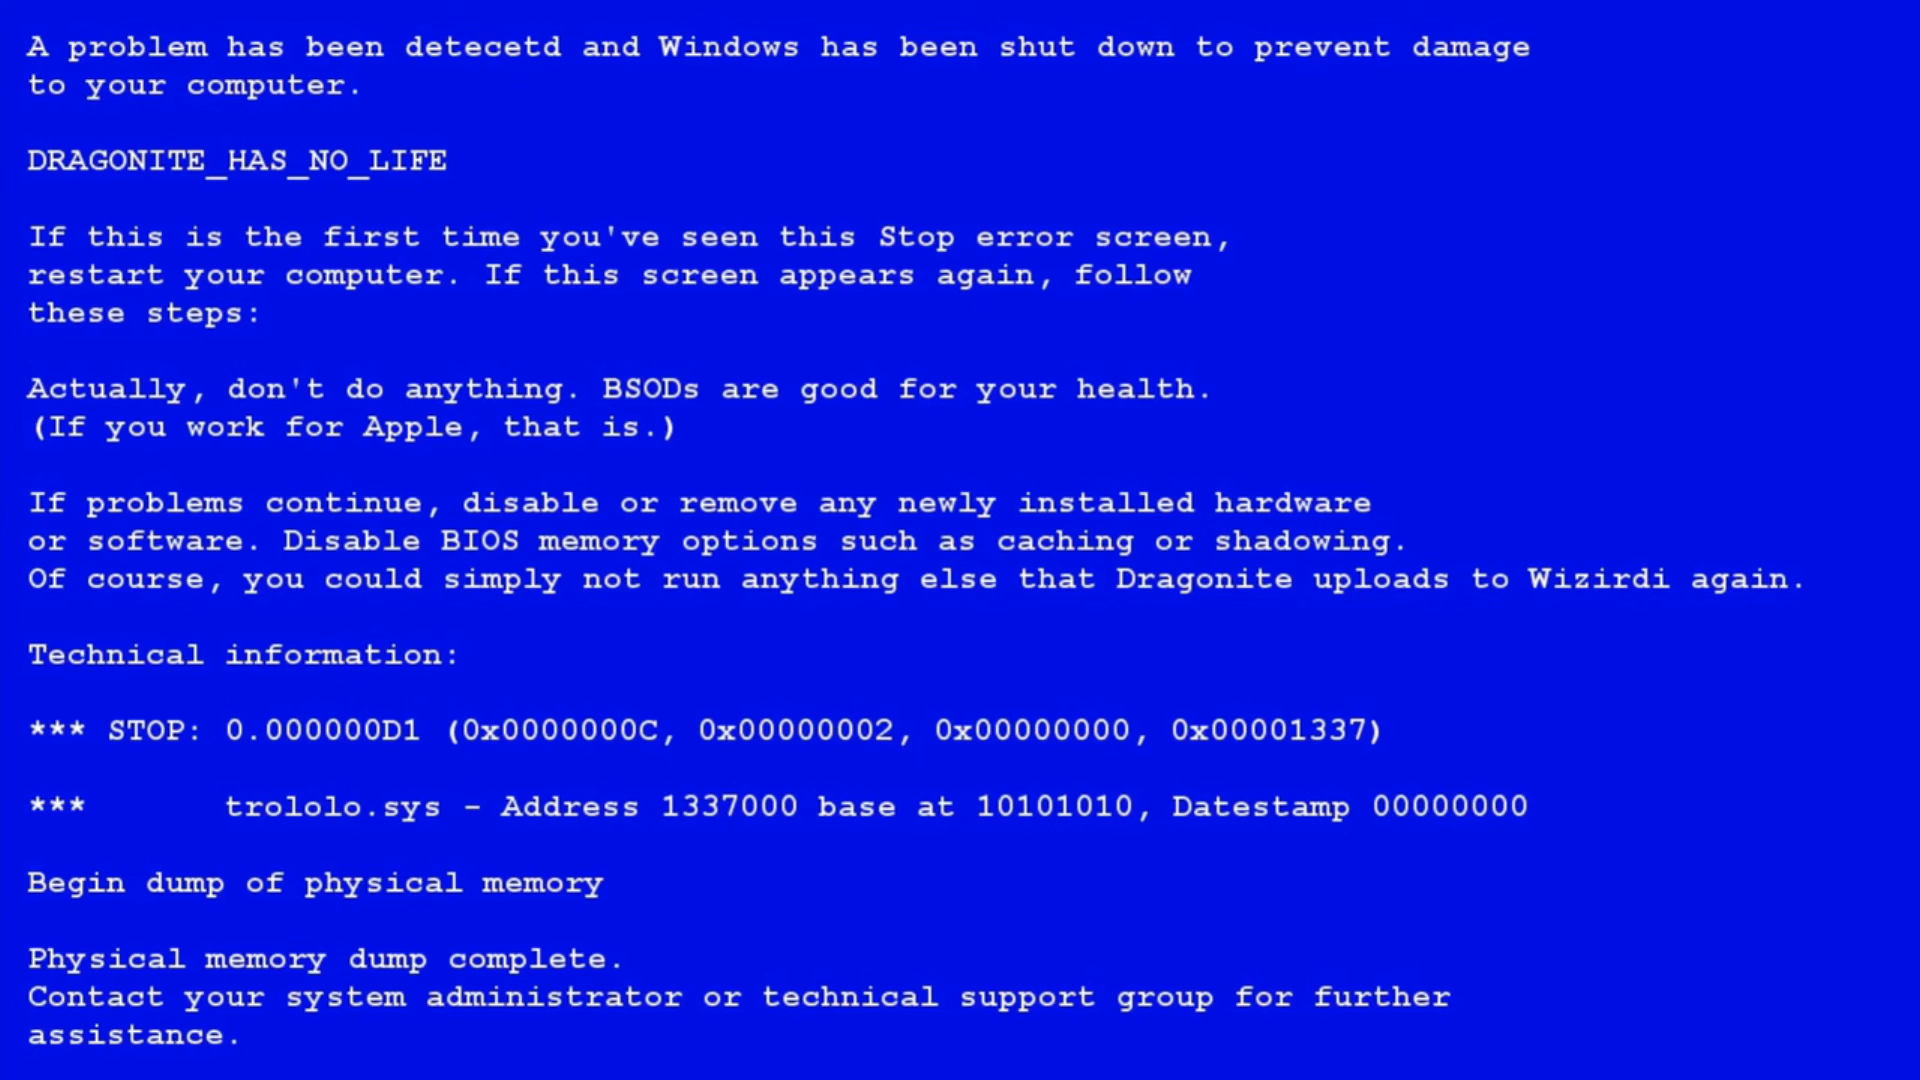 A problem has been detecetd and Windows has been shut down to prevent damage
to your computer.
DRAGONITE_HAS_NO_LIFE
If this is the first time you've seen this Stop error screen,
restart your computer. If this screen appears again, follow
these steps:
Actually, don't do anything. BSODs are good for your health.
(If you work for Apple, that is.)
If problems continue, disable or remove any newly installed hardware
or software. Disable BIOS memory options such as caching or shadowing.
Of course, you could simply not run anything else that Dragonite uploads to Wizirdi again.
Technical information:
*** STOP: 0.000000D1 (0x0000000C, 0x00000002, 0x00000000, 0x00001337)
***       trololo.sys - Address 1337000 base at 10101010, Datestamp 00000000
Begin dump of physical memory
Physical memory dump complete.
Contact your system administrator or technical support group for further
assistance.